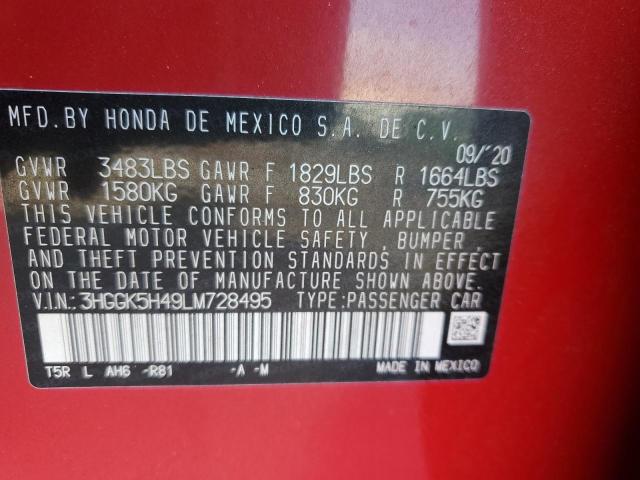 MFD.BY HONDA DE MEXICO S.A. DE C.V.
09/'20
GVWR 3483LBS GAWR F 1829LBS R 1664LBS
GVWR 1580KG GAWR F 830KG R 755KG
THIS VEHICLE CONFORMS TO ALL APPLICABLE
FEDERAL MOTOR VEHICLE SAFETY , BUMPER ,
AND THEFT PREVENTION STANDARDS IN EFFECT
ON THE DATE OF MANUFACTURE SHOWN ABOVE.
V.I.N.: 3HGGK5H49LM728495 TYPE:PASSENGER CAR
T5R L AH6 -R81 -A -M MADE IN MEXICO